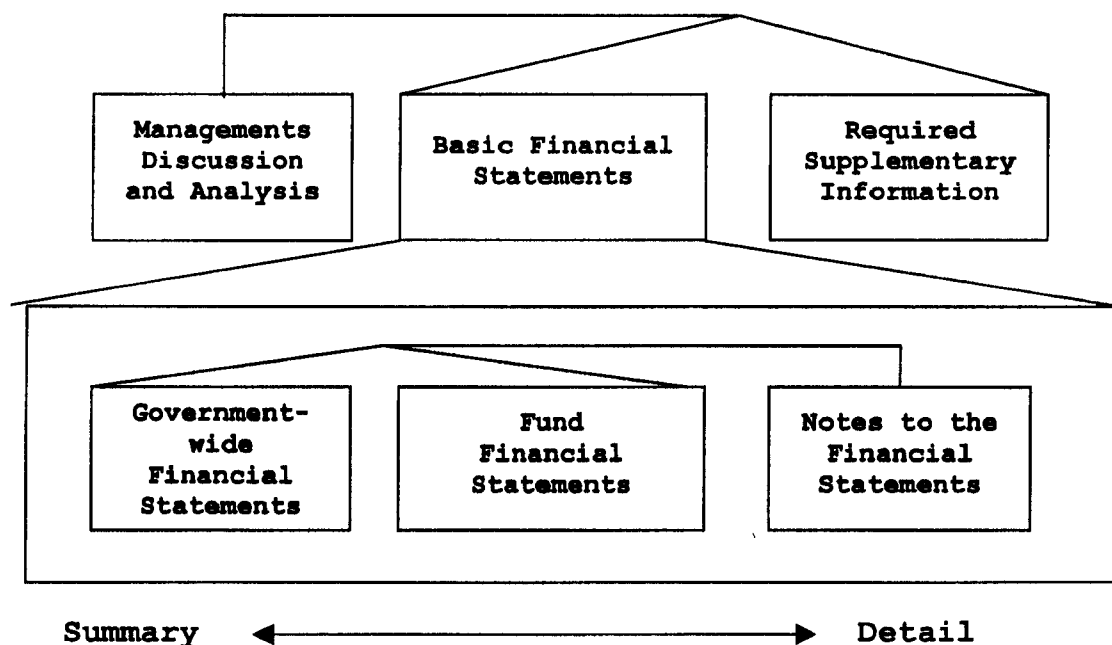 Managements
Discussion
and Analysis
Basic Financial
Statements
Required
Supplementary
Information
Government-
wide
Financial
Statements
Fund
Financial
Statements
Notes to the
Financial
Statements
Summary
Detail